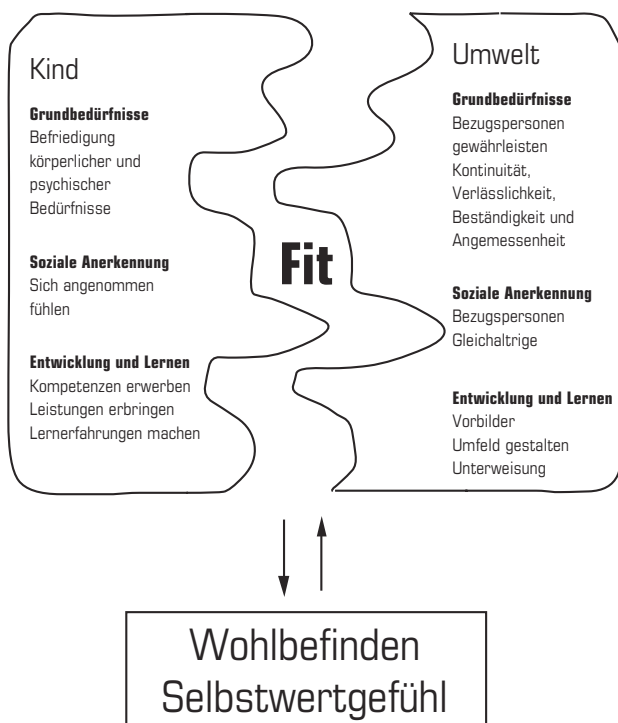 Kind
Grundbedürfnisse
Befriedigung
körperlicher und
psychischer
Bedürfnisse
Soziale Anerkennung
Sich angenommen
fühlen
Entwicklung und Lernen
Kompetenzen erwerben
Leistungen erbringen
Lernerfahrungen machen
Fit
Umwelt
Grundbedürfnisse
Bezugspersonen
gewährleisten
Kontinuität,
Verlässlichkeit,
Beständigkeit und
Angemessenheit
Soziale Anerkennung
Bezugspersonen
Gleichaltrige
Entwicklung und Lernen
Vorbilder
Umfeld gestalten
Unterweisung
Wohlbefinden
Selbstwertgefühl